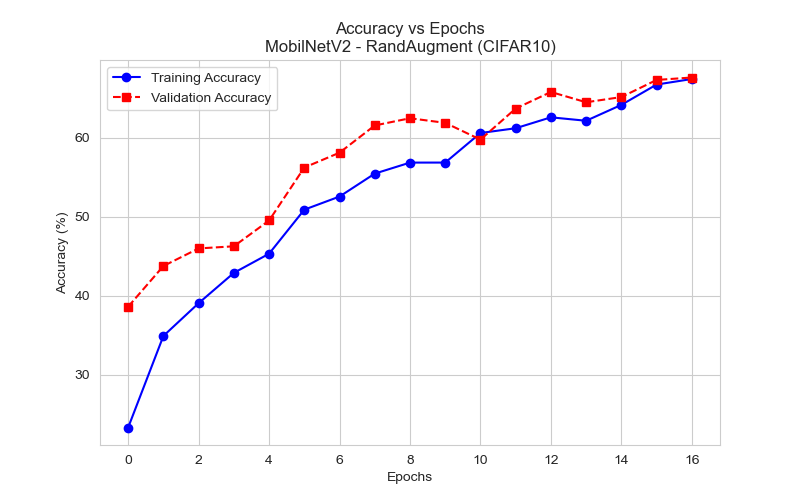 Accuracy vs Epochs
MobilNetV2 - RandAugment (CIFAR10)
Training Accuracy
Validation Accuracy
60
50
40
30
Accuracy (%)
0 2 4 6 8 10 12 14 16
Epochs